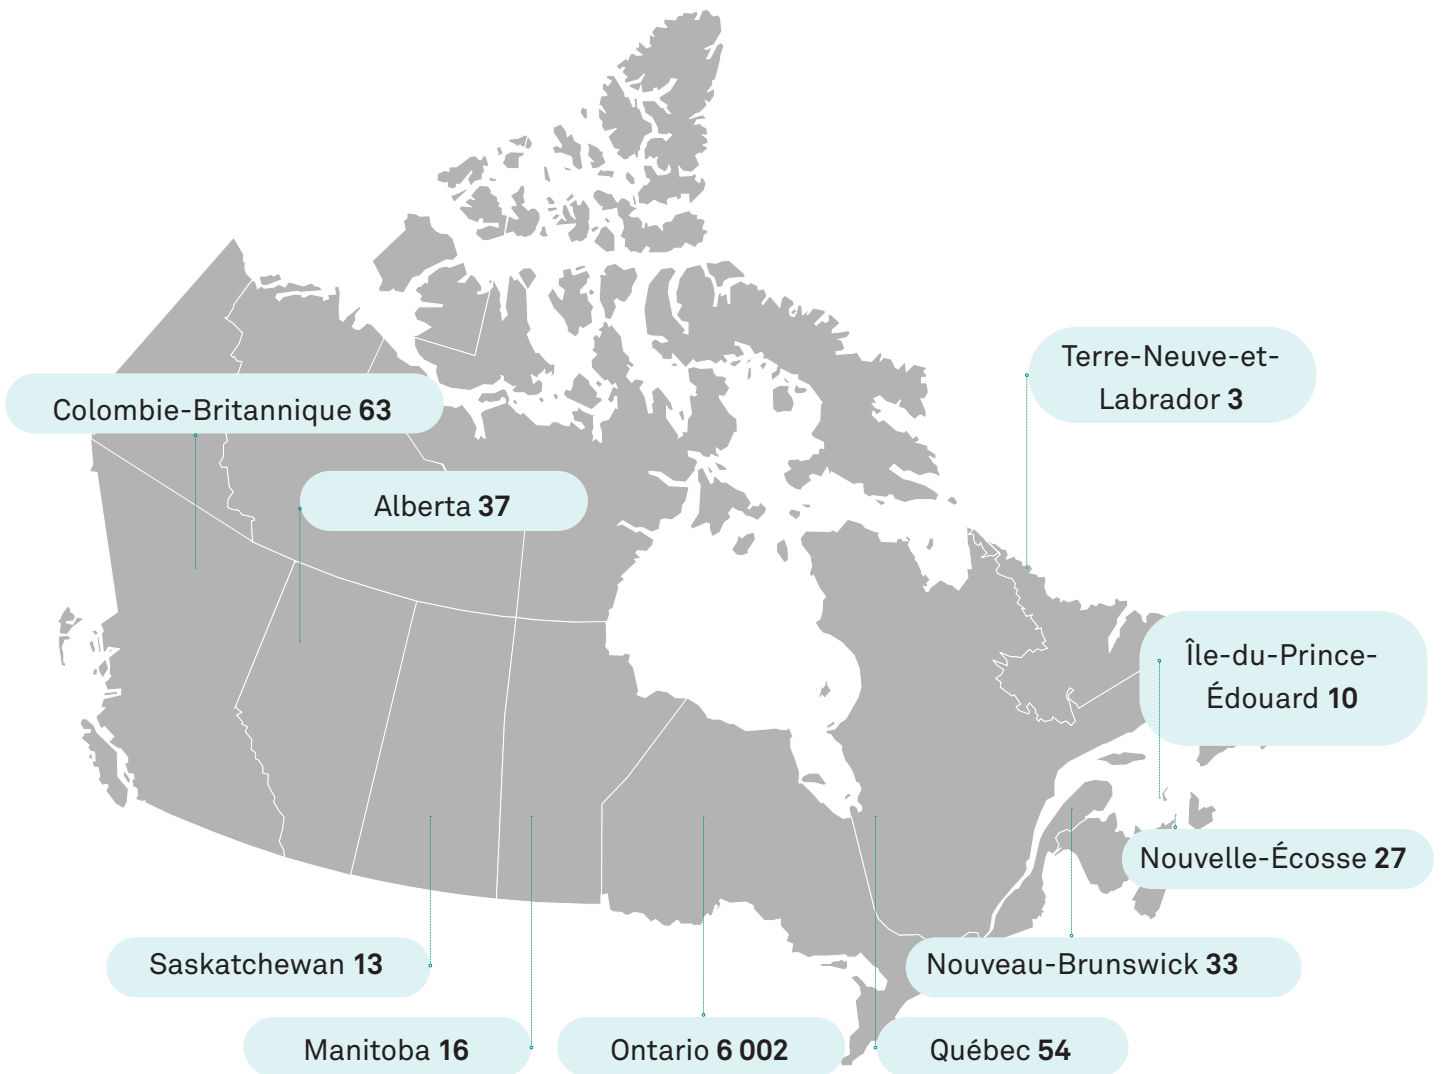 Terre-Neuve-et-
Labrador 3
Colombie-Britannique 63
Alberta 37
Île-du-Prince-
Édouard 10
Nouvelle-Écosse 27
Saskatchewan 13
Nouveau-Brunswick 33
Manitoba 16
Ontario 6 002
Québec 54